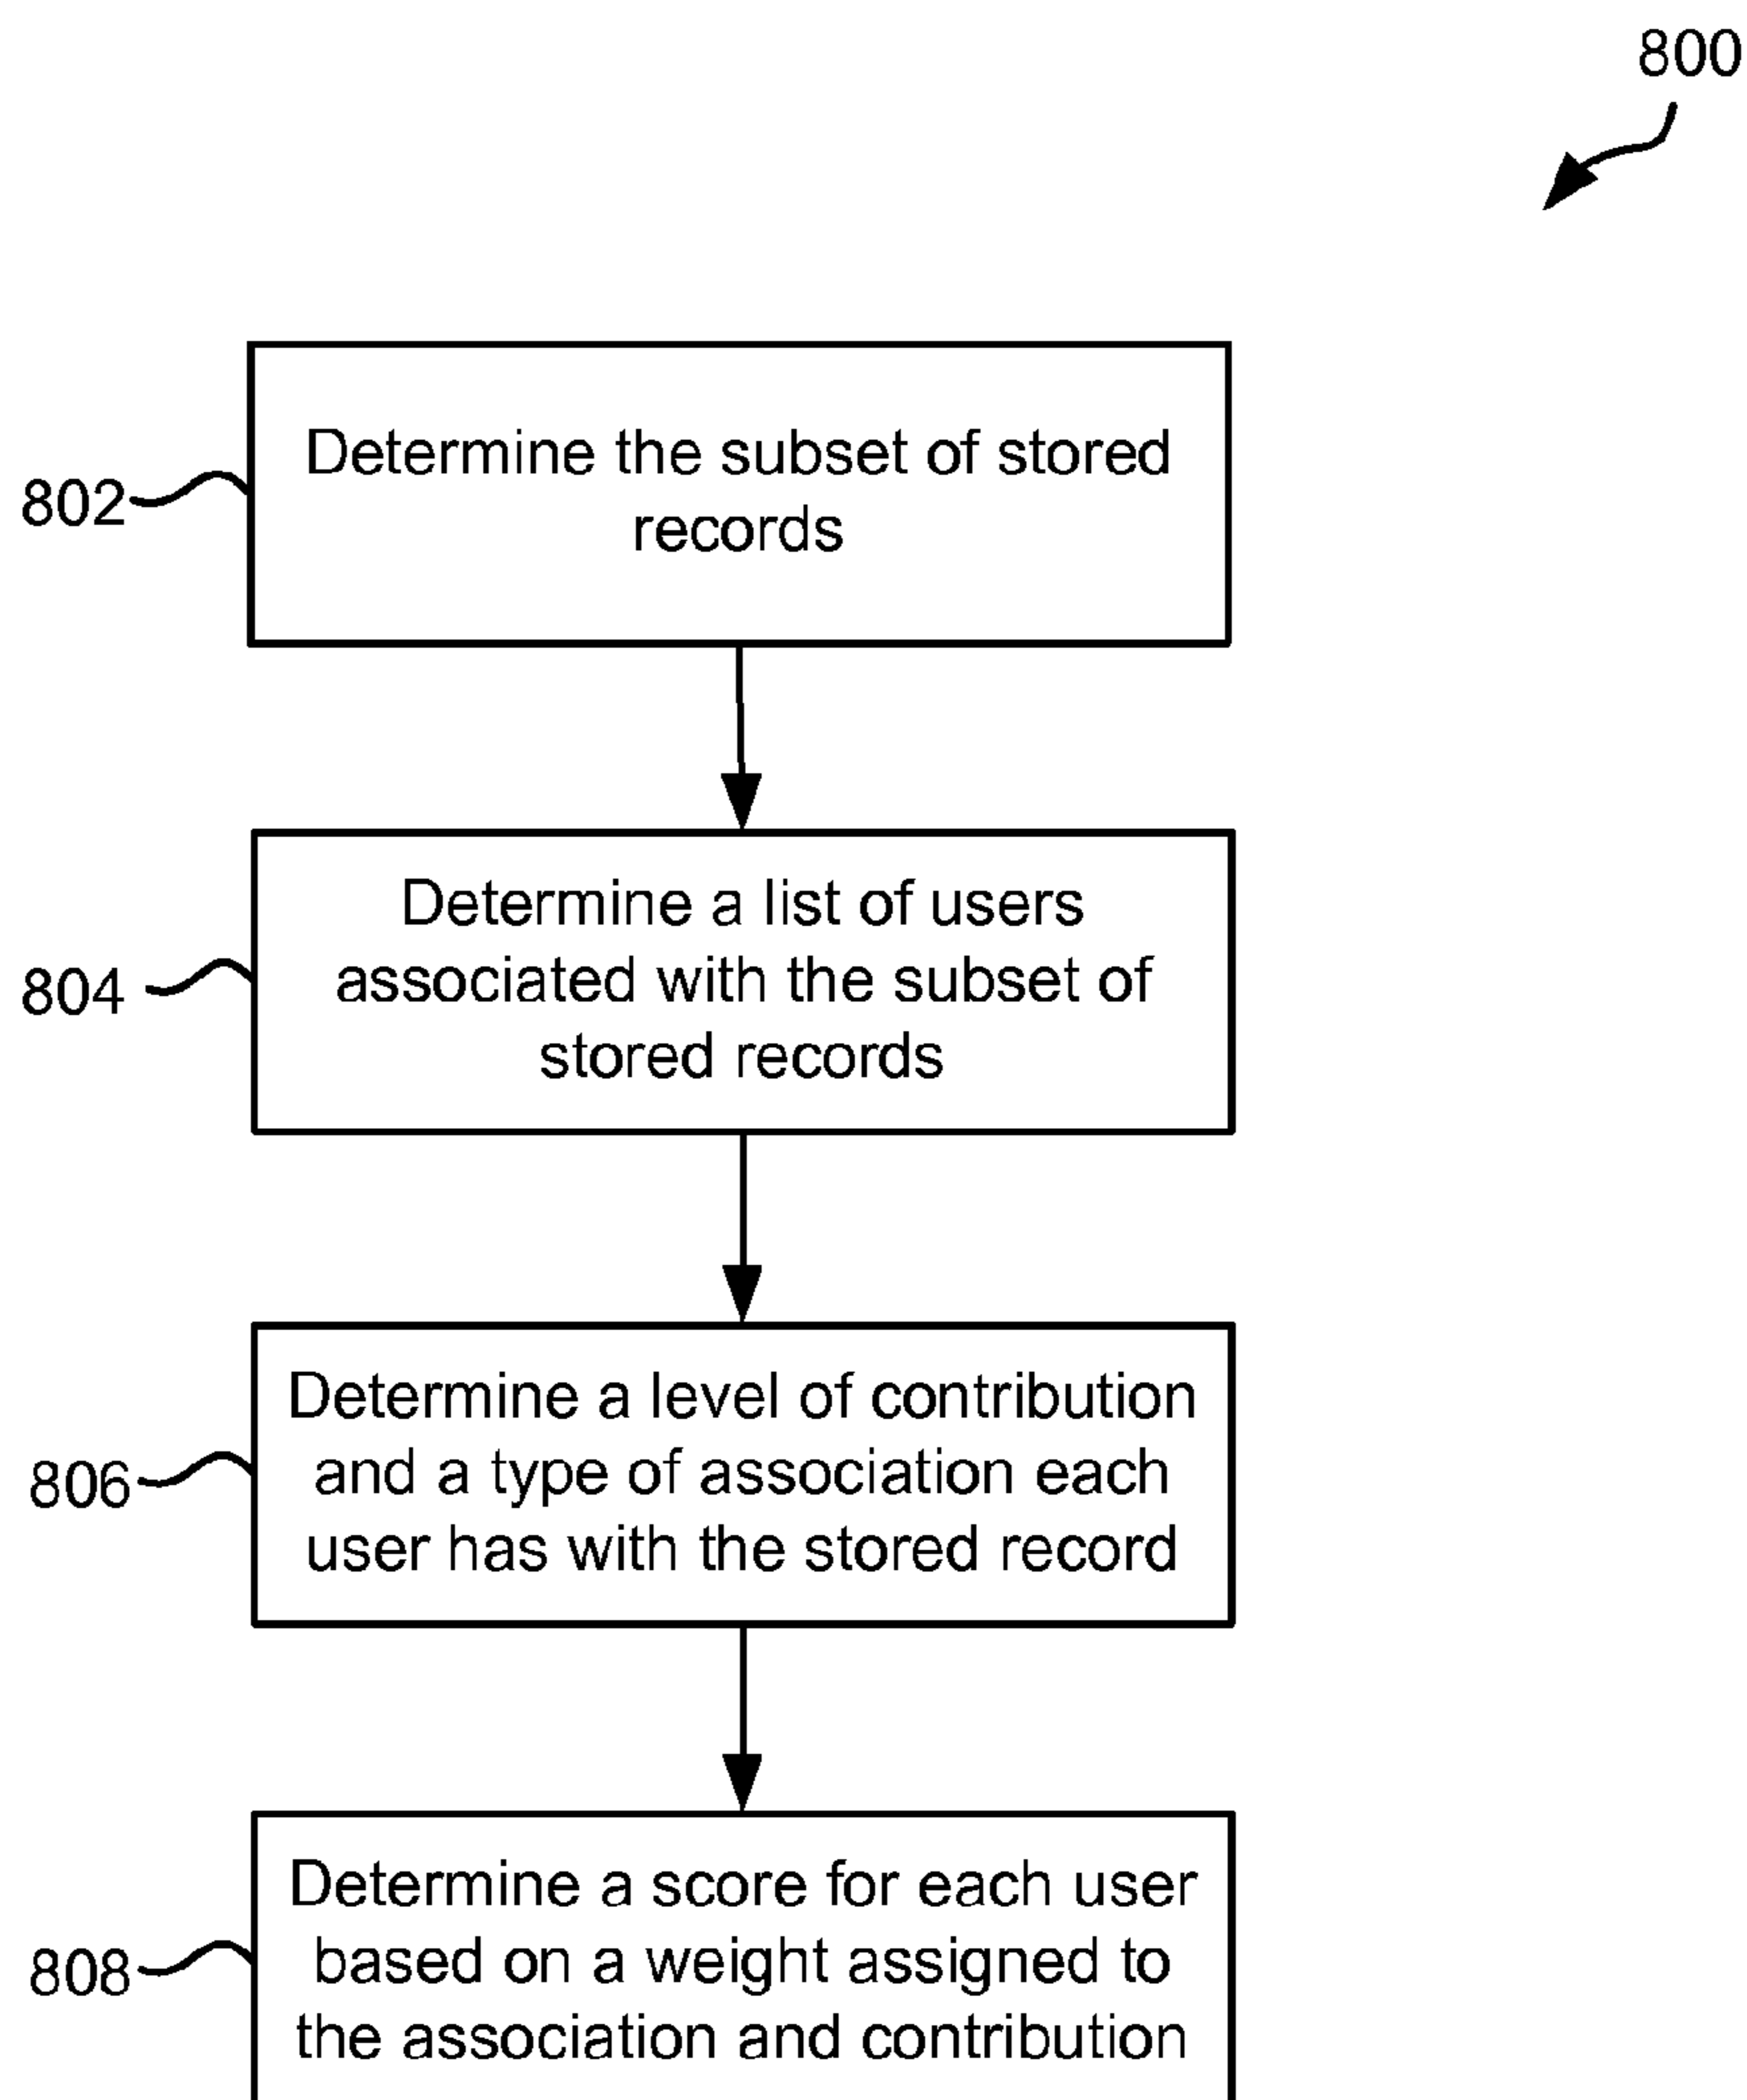 800
Determine the subset of stored
records
802
Determine a list of users
associated with the subset of
stored records
804
Determine a level of contribution
and a type of association each
user has with the stored record
806
Determine a score for each user
based on a weight assigned to
the association and contribution
808